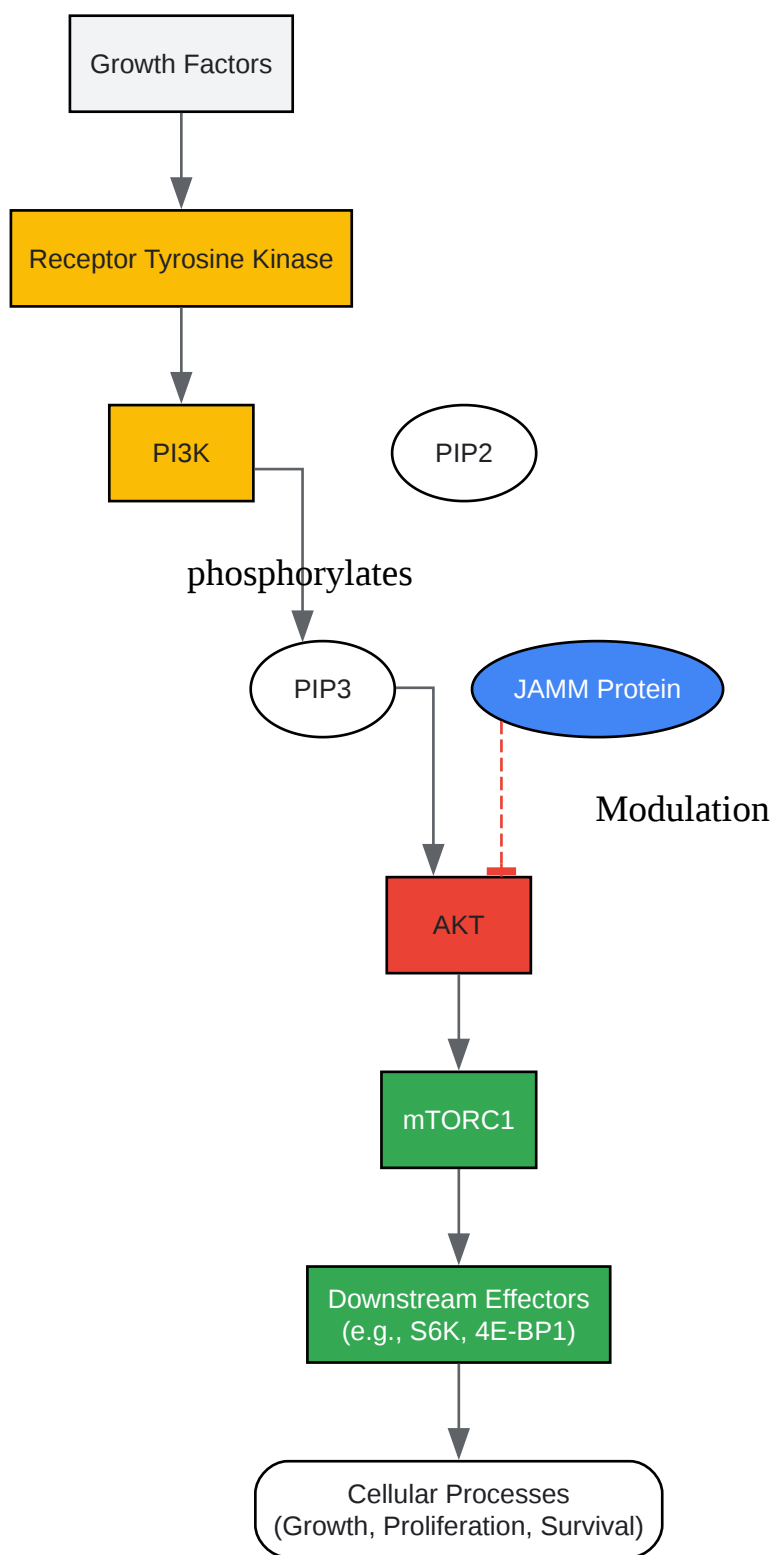 Growth Factors
Receptor Tyrosine Kinase
PI3K
PIP2
phosphorylates
PIP3
JAMM Protein
Modulation
AKT
mTORC1
Downstream Effectors
(e.g., S6K, 4E-BP1)
Cellular Processes
(Growth, Proliferation, Survival)